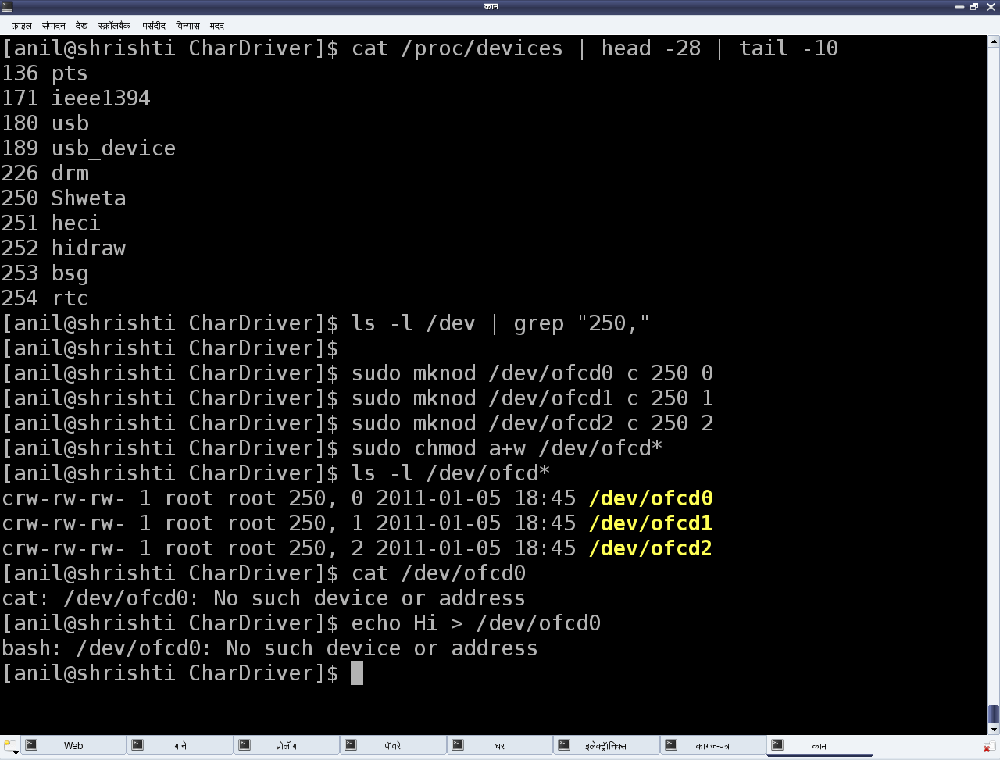 काम
फ़ाइल संपादन देख स्क्रॉलबैक पसंदीद विन्यास मदद
[anil@shrishti CharDriver]$ cat /proc/devices | head -28 | tail -10
136 pts
171 ieee1394
180 usb
189 usb_device
226 drm
250 Shweta
251 heci
252 hidraw
253 bsg
254 rtc
[anil@shrishti CharDriver]$ ls -l /dev | grep "250,"
[anil@shrishti CharDriver]$
[anil@shrishti CharDriver]$ sudo mknod /dev/ofcd0 c 250 0
[anil@shrishti CharDriver]$ sudo mknod /dev/ofcd1 c 250 1
[anil@shrishti CharDriver]$ sudo mknod /dev/ofcd2 c 250 2
[anil@shrishti CharDriver]$ sudo chmod a+w /dev/ofcd*
[anil@shrishti CharDriver]$ ls -l /dev/ofcd*
crw-rw-rw- 1 root root 250, 0 2011-01-05 18:45 /dev/ofcd0
crw-rw-rw- 1 root root 250, 1 2011-01-05 18:45 /dev/ofcd1
crw-rw-rw- 1 root root 250, 2 2011-01-05 18:45 /dev/ofcd2
[anil@shrishti CharDriver]$ cat /dev/ofcd0
cat: /dev/ofcd0: No such device or address
[anil@shrishti CharDriver]$ echo Hi > /dev/ofcd0
bash: /dev/ofcd0: No such device or address
[anil@shrishti CharDriver]$
Web गाने प्रोलॉग पॉवरे घर इलेक्ट्रॉनिक्स कागज-पत्र काम